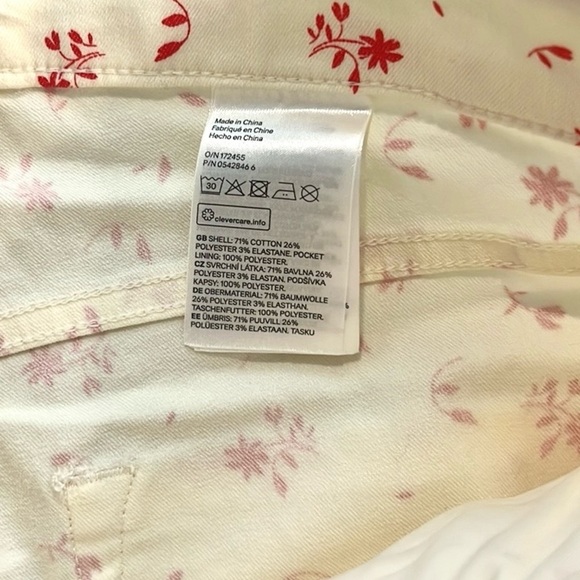 Made in China
Fabriqué en Chine
Hecho en China
O/N 172455
P/N 0542846 6
30
clevercare.info
GB SHELL: 71% COTTON 26%
POLYESTER 3% ELASTANE. POCKET
LINING: 100% POLYESTER.
CZ SVRCHNÍ LÁTKA: 71% BAVLNA 26%
POLYESTER 3% ELASTAN. PODŠÍVKA
KAPSY: 100% POLYESTER.
DE OBERMATERIAL: 71% BAUMWOLLE
26% POLYESTER 3% ELASTHAN.
TASCHENFUTTER: 100% POLYESTER.
EE ÜMBRIS: 71% PUUVILL 26%
POLÜESTER 3% ELASTAAN. TASKU